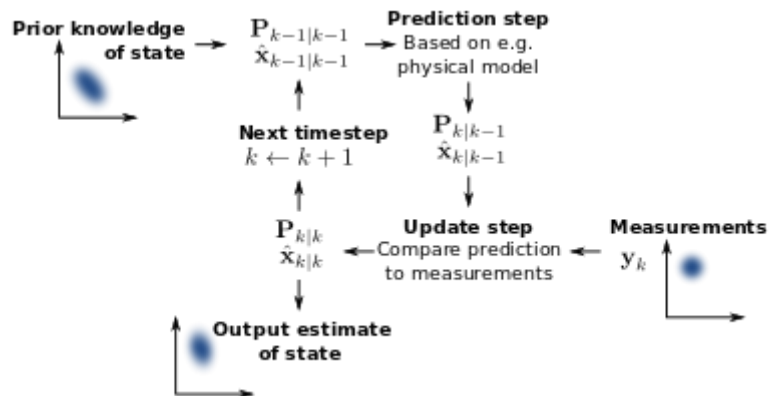 Prior knowledge
of state
P_{k-1|k-1}
x̂_{k-1|k-1}
Prediction step
Based on e.g.
physical model
P_{k|k-1}
x̂_{k|k-1}
Next timestep
k ← k + 1
P_{k|k}
x̂_{k|k}
Update step
Compare prediction
to measurements
Measurements
y_k
Output estimate
of state